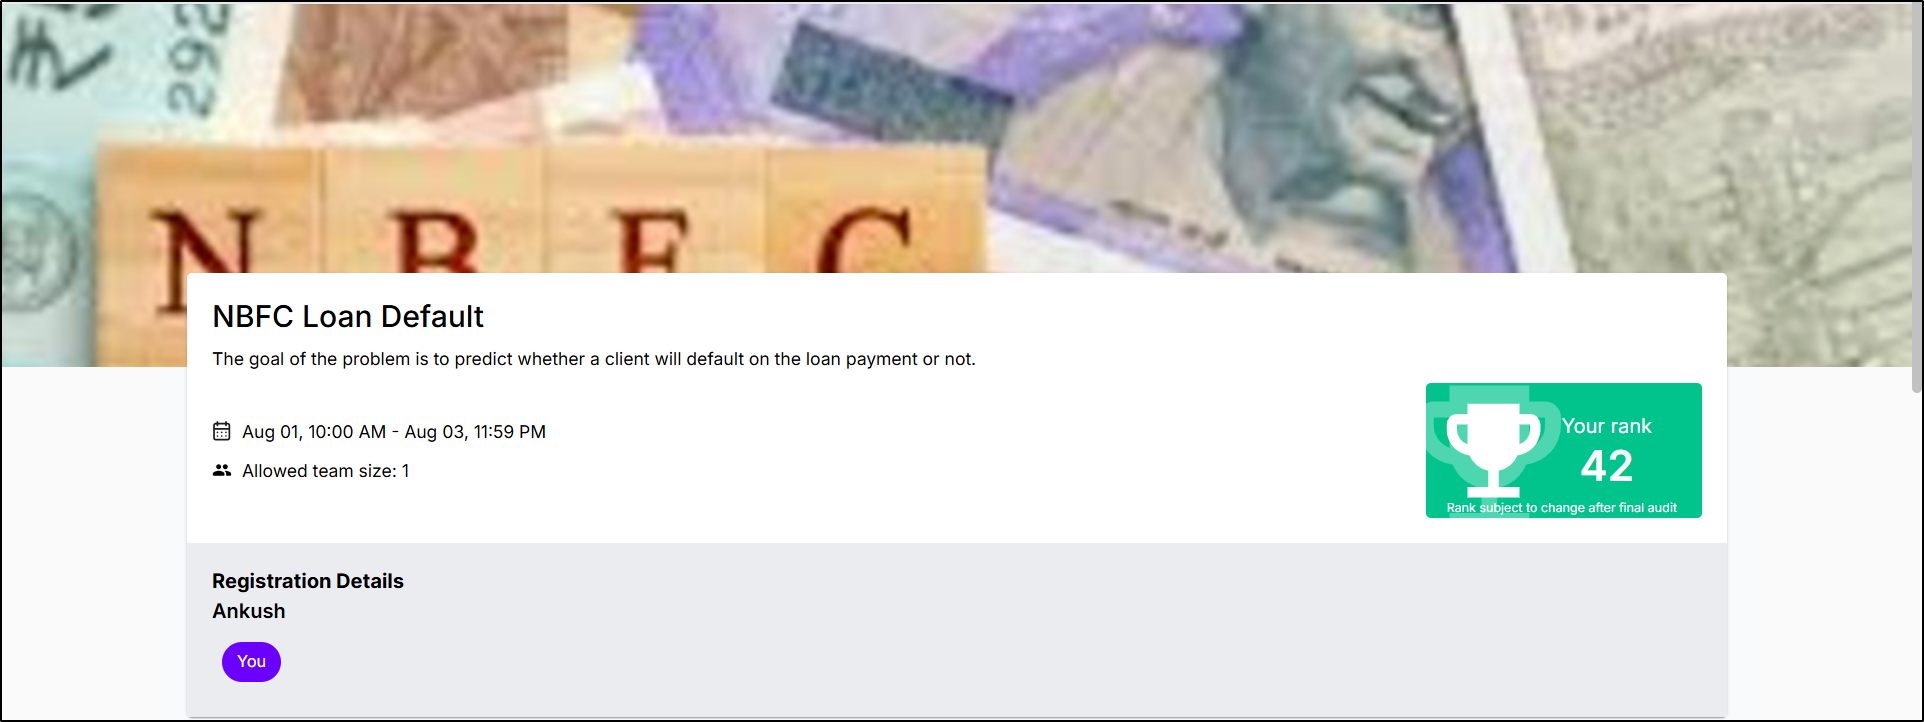 292
N B F C
NBFC Loan Default
The goal of the problem is to predict whether a client will default on the loan payment or not.
Aug 01, 10:00 AM - Aug 03, 11:59 PM
Allowed team size: 1
Your rank
42
Rank subject to change after final audit
Registration Details
Ankush
You